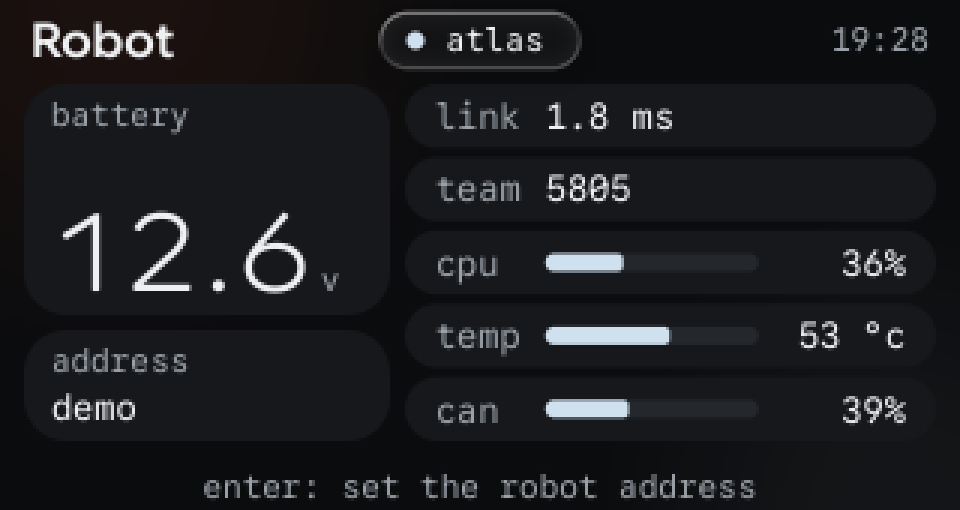 Robot
atlas
19:28
battery
12.6 v
address
demo
link 1.8 ms
team 5805
cpu 36%
temp 53 °c
can 39%
enter: set the robot address